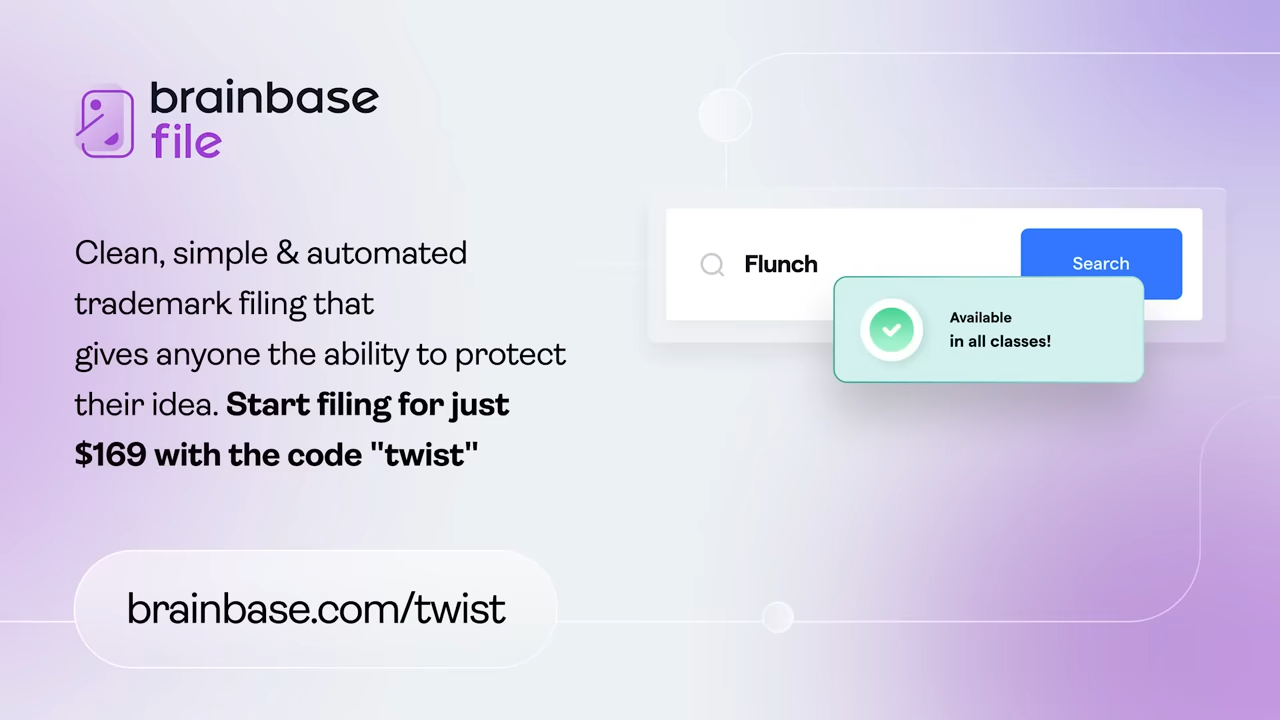 brainbase
file
Clean, simple & automated
trademark filing that
gives anyone the ability to protect
their idea. Start filing for just
$169 with the code "twist"
brainbase.com/twist
Flunch
Search
Available
in all classes!